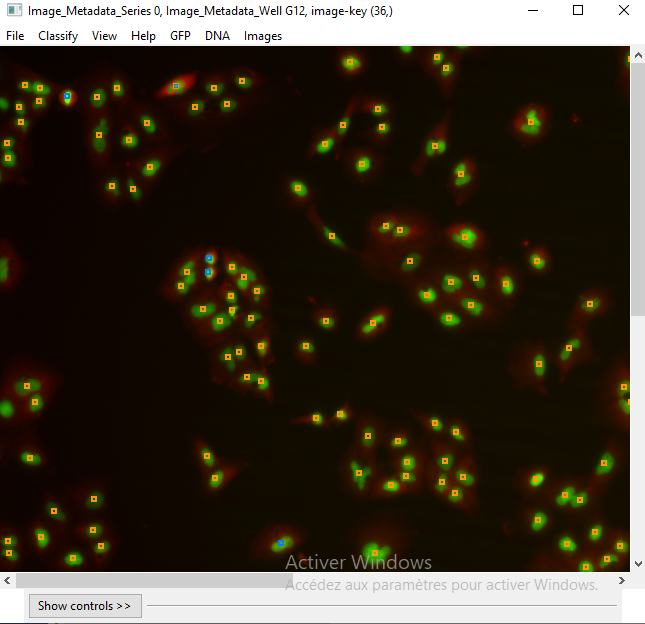 Image_Metadata_Series 0, Image_Metadata_Well G12, image-key (36,)
File Classify View Help GFP DNA Images
Activer Windows
Accédez aux paramètres pour activer Windows.
Show controls >>